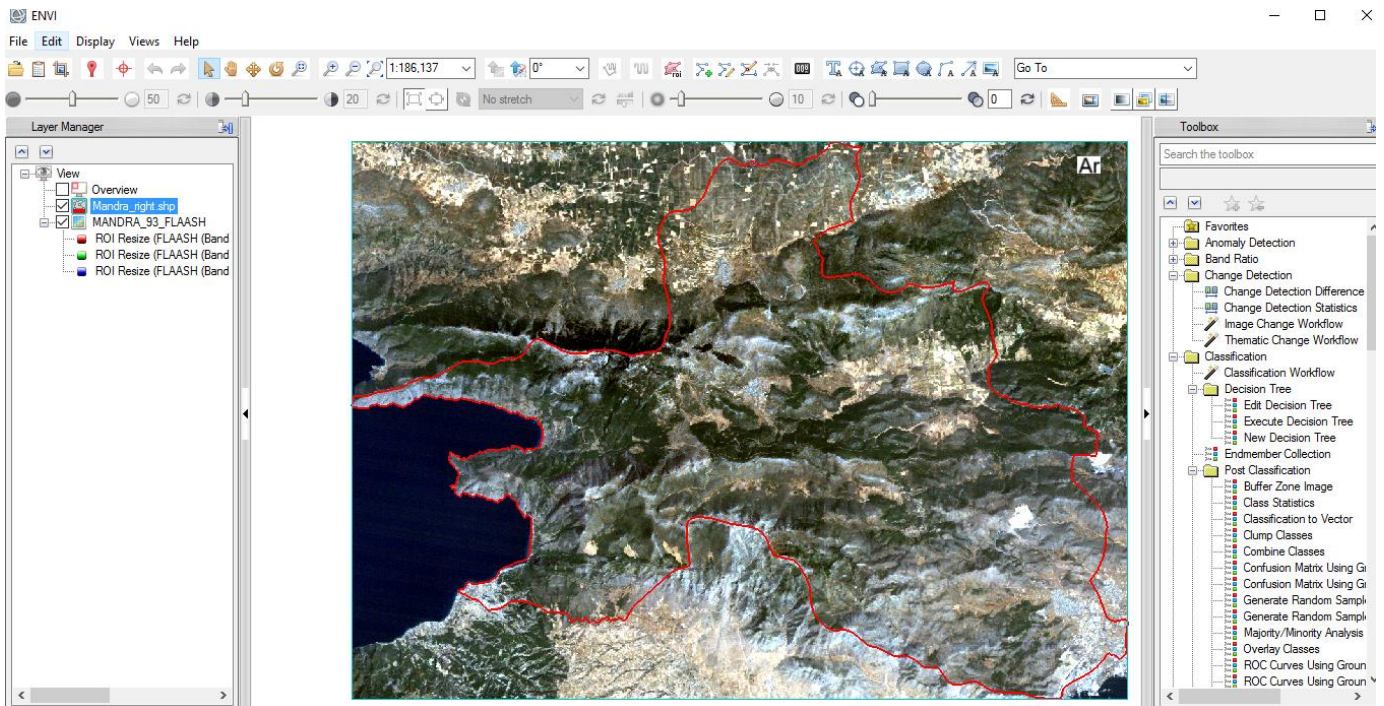 ENVI
File Edit Display Views Help
1:186,137 0° roi Go To
50 20 No stretch 10 0
Layer Manager
View
Overview
Mandra_right.shp
MANDRA_93_FLAASH
ROI Resize (FLAASH (Band
ROI Resize (FLAASH (Band
ROI Resize (FLAASH (Band
Ar
Toolbox
Search the toolbox
Favorites
Anomaly Detection
Band Ratio
Change Detection
Change Detection Difference
Change Detection Statistics
Image Change Workflow
Thematic Change Workflow
Classification
Classification Workflow
Decision Tree
Edit Decision Tree
Execute Decision Tree
New Decision Tree
Endmember Collection
Post Classification
Buffer Zone Image
Class Statistics
Classification to Vector
Clump Classes
Combine Classes
Confusion Matrix Using Gr
Confusion Matrix Using Gr
Generate Random Sampl
Generate Random Sampl
Majority/Minority Analysis
Overlay Classes
ROC Curves Using Groun
ROC Curves Using Groun